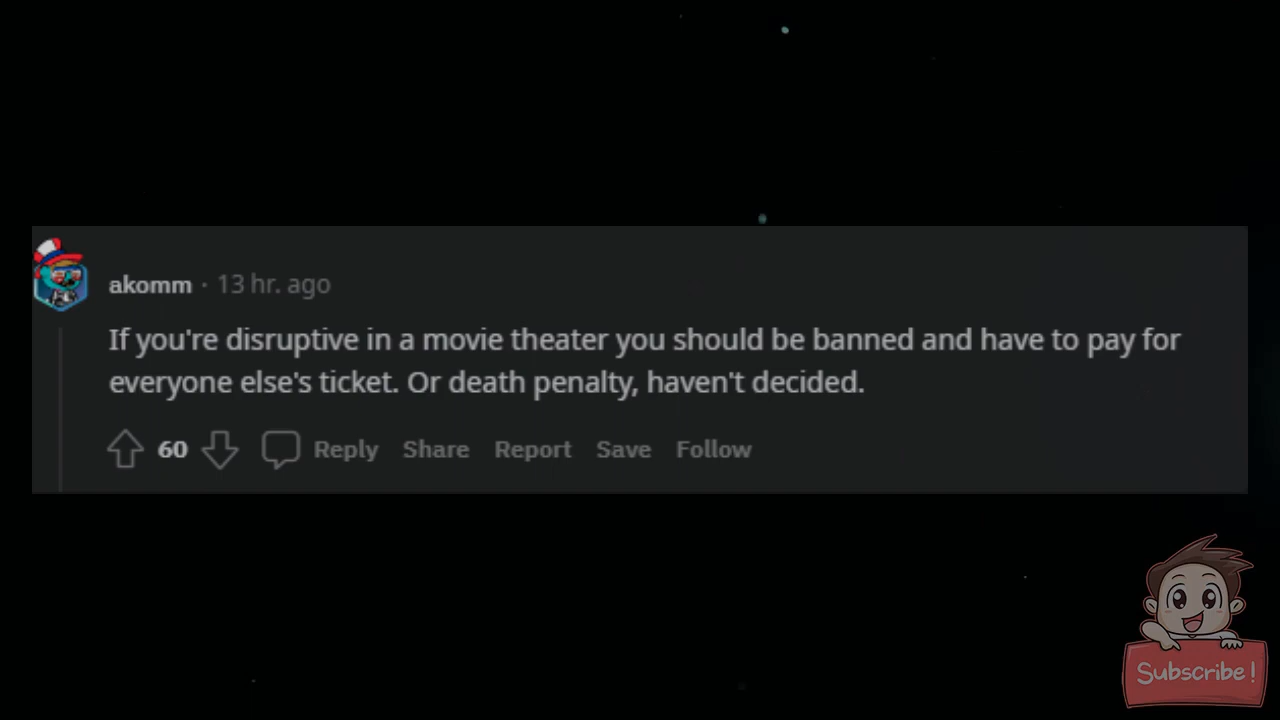 akomm · 13 hr. ago
If you're disruptive in a movie theater you should be banned and have to pay for
everyone else's ticket. Or death penalty, haven't decided.
60 Reply Share Report Save Follow
Subscribe!